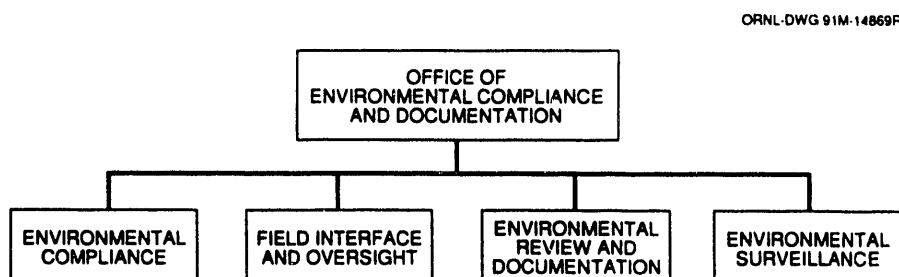 ORNL-DWG 91M-14869R
OFFICE OF
ENVIRONMENTAL COMPLIANCE
AND DOCUMENTATION
ENVIRONMENTAL
COMPLIANCE
FIELD INTERFACE
AND OVERSIGHT
ENVIRONMENTAL
REVIEW AND
DOCUMENTATION
ENVIRONMENTAL
SURVEILLANCE